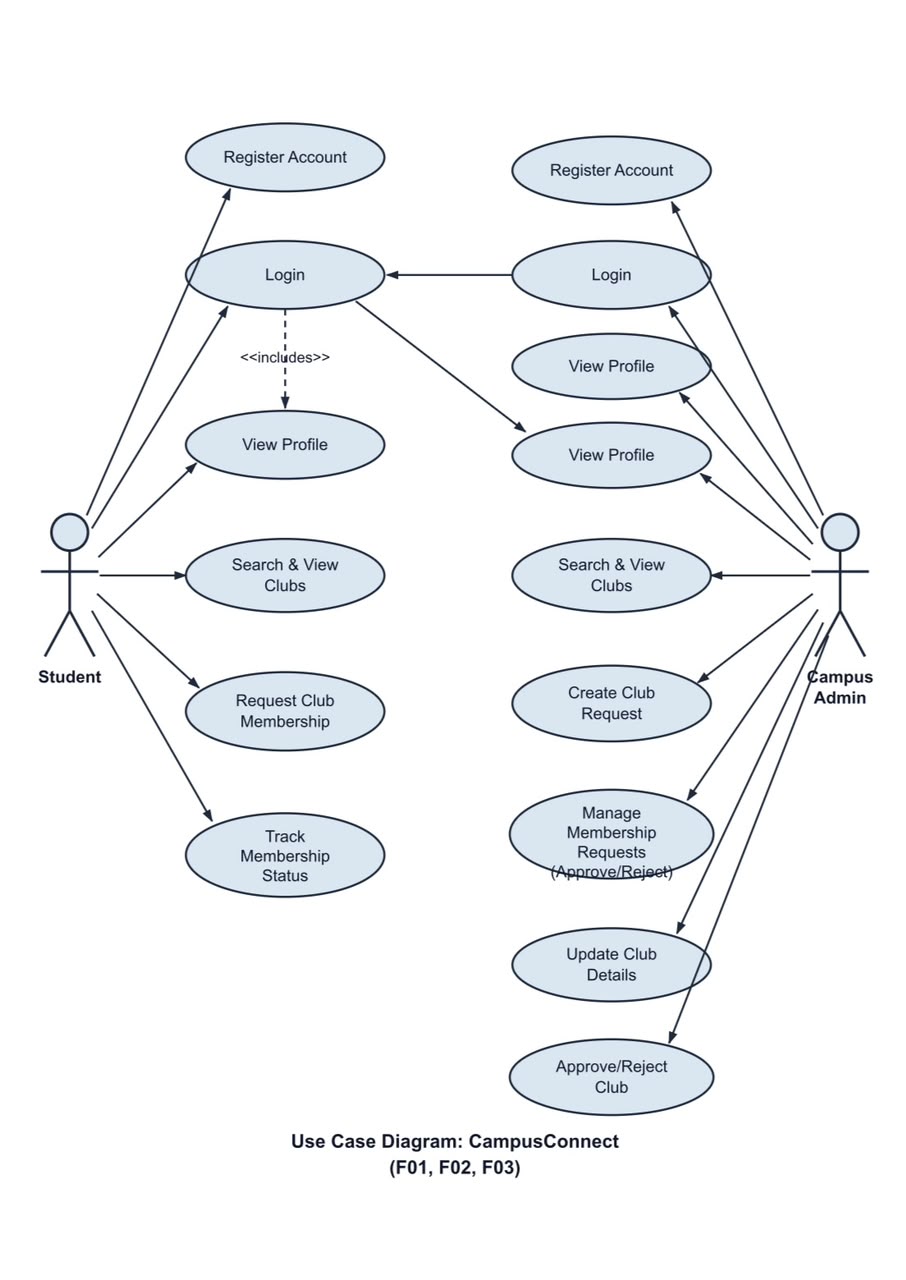 Register Account
Register Account
Login
Login
<<includes>>
View Profile
View Profile
View Profile
Search & View
Clubs
Search & View
Clubs
Student
Campus
Admin
Request Club
Membership
Create Club
Request
Track
Membership
Status
Manage
Membership
Requests
(Approve/Reject)
Update Club
Details
Approve/Reject
Club
Use Case Diagram: CampusConnect
(F01, F02, F03)